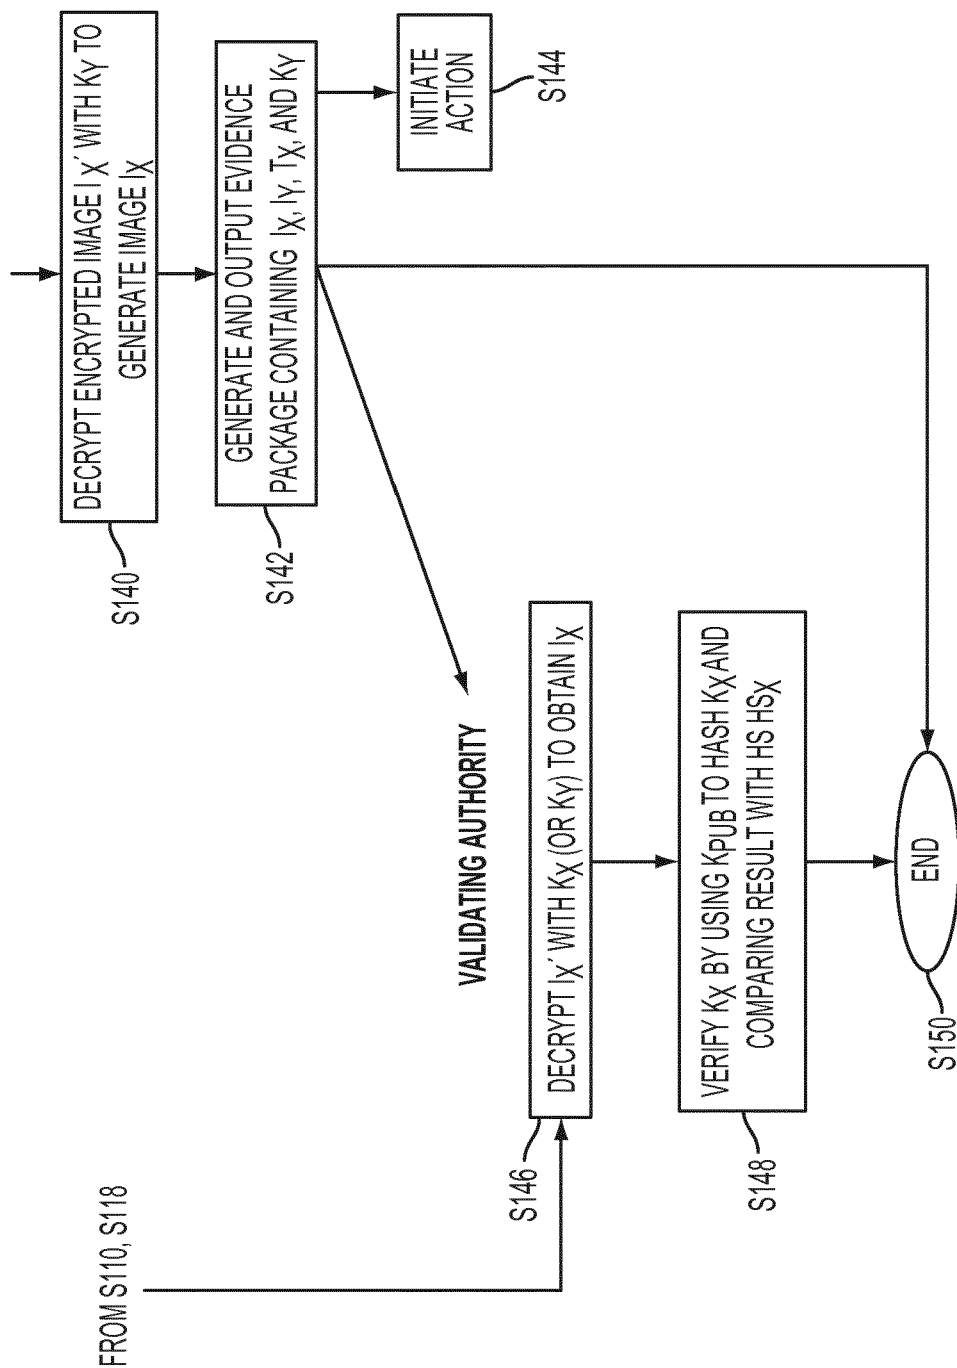 DECRYPT ENCRYPTED IMAGE IX′ WITH KY TO
GENERATE IMAGE IX
S140
GENERATE AND OUTPUT EVIDENCE
PACKAGE CONTAINING IX, IY, TX, AND KY
S142
INITIATE
ACTION
S144
FROM S110, S118
VALIDATING AUTHORITY
DECRYPT IX′ WITH KX (OR KY) TO OBTAIN IX
S146
VERIFY KX BY USING KPUB TO HASH KX AND
COMPARING RESULT WITH HS HSX
S148
END
S150